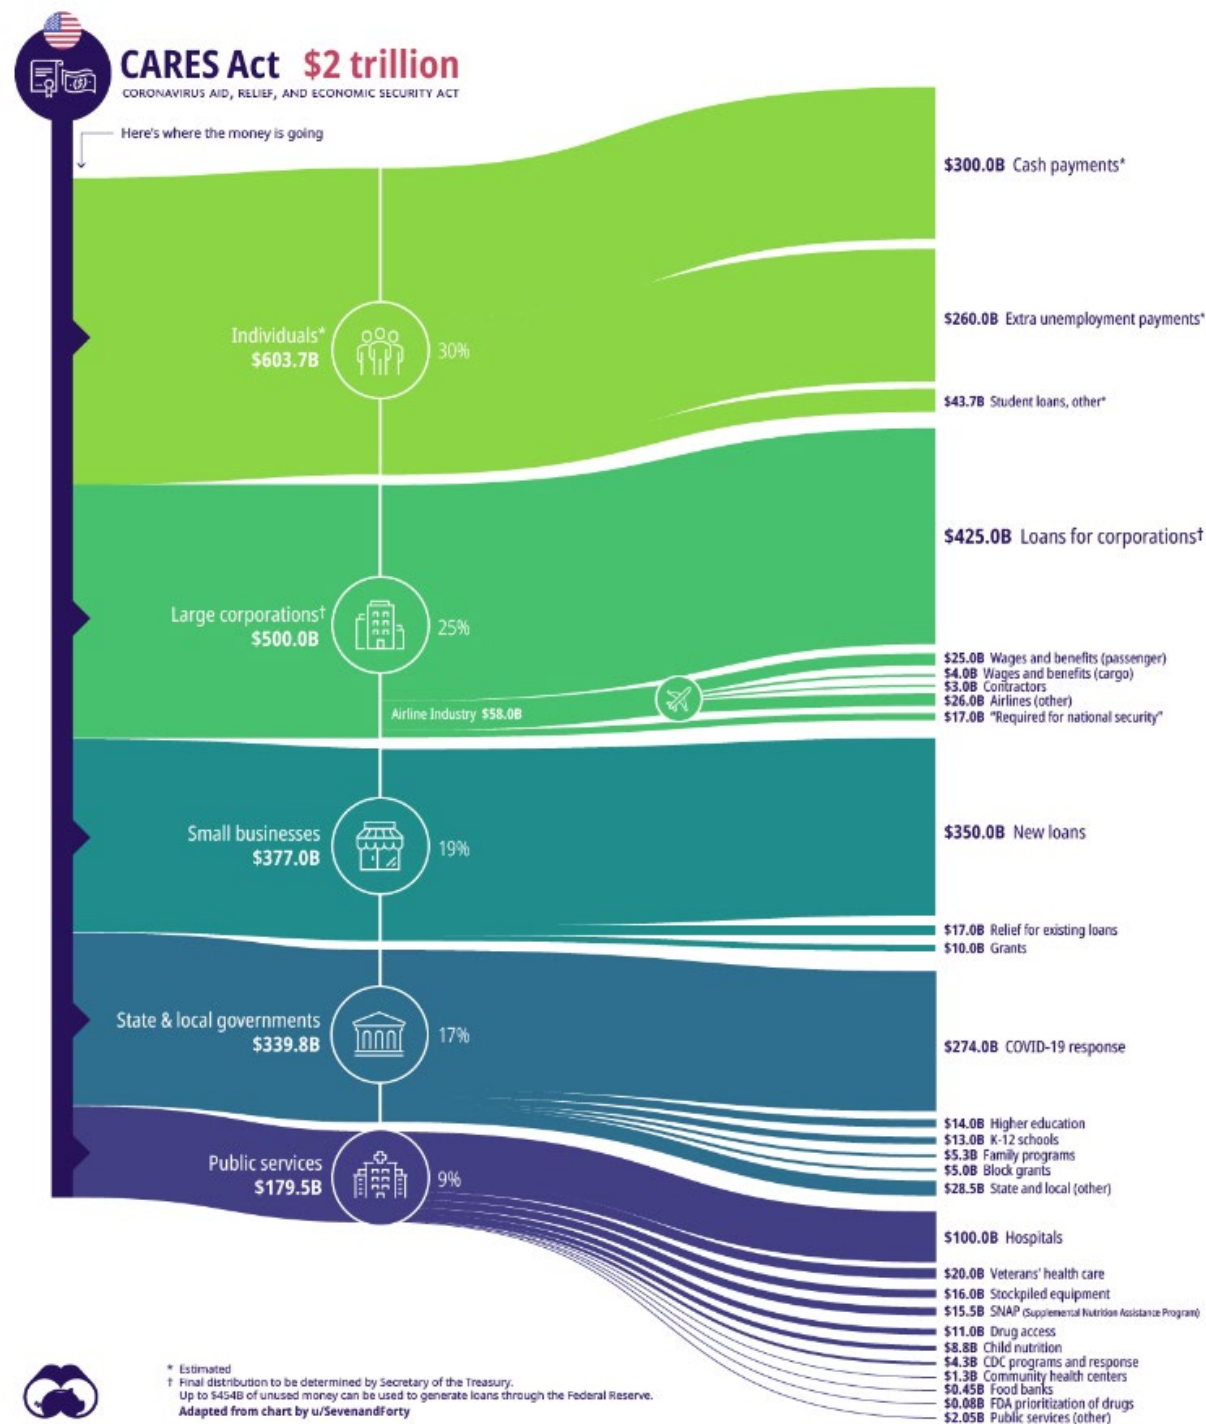 CARES Act $2 trillion
CORONAVIRUS AID, RELIEF, AND ECONOMIC SECURITY ACT
Here's where the money is going
Individuals*
$603.7B
30%
$300.0B Cash payments*
$260.0B Extra unemployment payments*
$43.7B Student loans, other*
Large corporations†
$500.0B
25%
Airline Industry $58.0B
$425.0B Loans for corporations†
$25.0B Wages and benefits (passenger)
$4.0B Wages and benefits (cargo)
$3.0B Contractors
$26.0B Airlines (other)
$17.0B "Required for national security"
Small businesses
$377.0B
19%
$350.0B New loans
$17.0B Relief for existing loans
$10.0B Grants
State & local governments
$339.8B
17%
$274.0B COVID-19 response
$14.0B Higher education
$13.0B K-12 schools
$5.3B Family programs
$5.0B Block grants
$28.5B State and local (other)
Public services
$179.5B
9%
$100.0B Hospitals
$20.0B Veterans' health care
$16.0B Stockpiled equipment
$15.5B SNAP (Supplemental Nutrition Assistance Program)
$11.0B Drug access
$8.8B Child nutrition
$4.3B CDC programs and response
$1.3B Community health centers
$0.45B Food banks
$0.08B FDA prioritization of drugs
$2.05B Public services (other)
* Estimated
† Final distribution to be determined by Secretary of the Treasury.
Up to $454B of unused money can be used to generate loans through the Federal Reserve.
Adapted from chart by u/SevenandForty